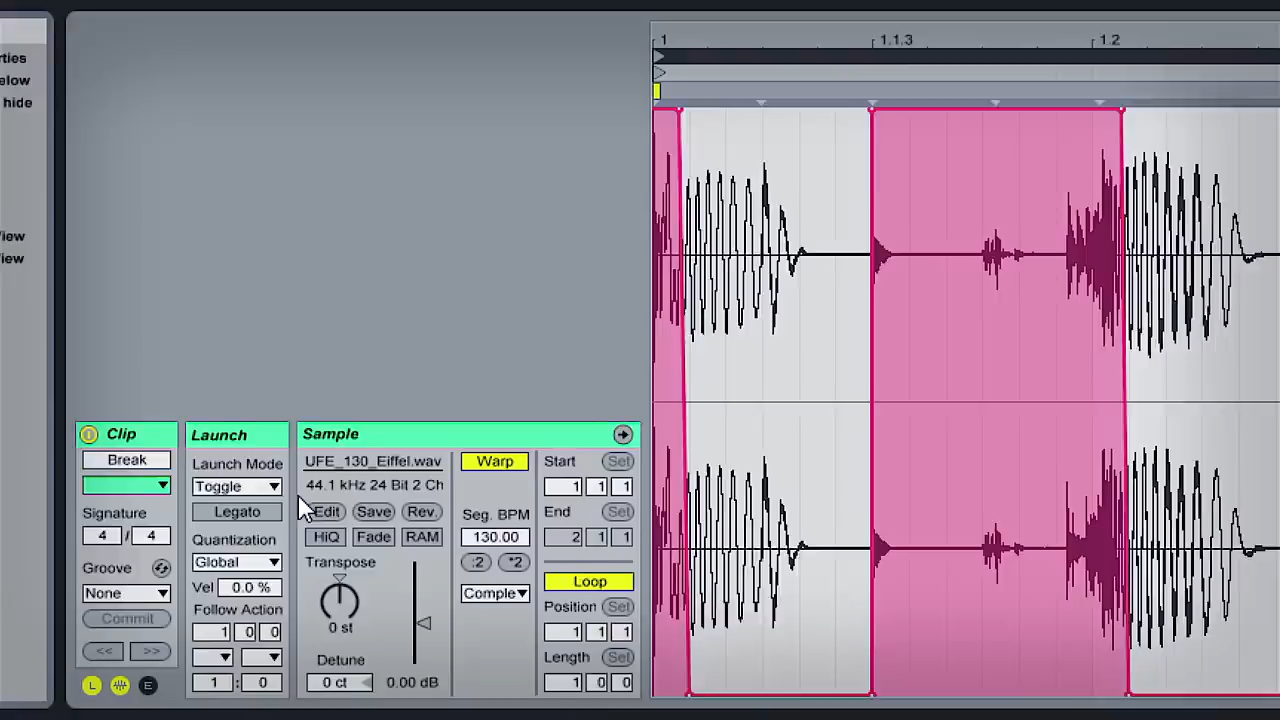 rties
elow
hide
iew
iew
1
1.1.3
1.2
Clip
Break
Signature
4 / 4
Groove
None
Commit
<< >>
L E
Launch
Launch Mode
Toggle
Legato
Quantization
Global
Vel 0.0 %
Follow Action
1 0 0
1 : 0
Sample
UFE_130_Eiffel.wav
44.1 kHz 24 Bit 2 Ch
Edit Save Rev.
HiQ Fade RAM
Transpose
0 st
Detune
0 ct 0.00 dB
Warp
Seg. BPM
130.00
:2 *2
Comple
Start Set
1 1 1
End Set
2 1 1
Loop
Position Set
1 1 1
Length Set
1 0 0